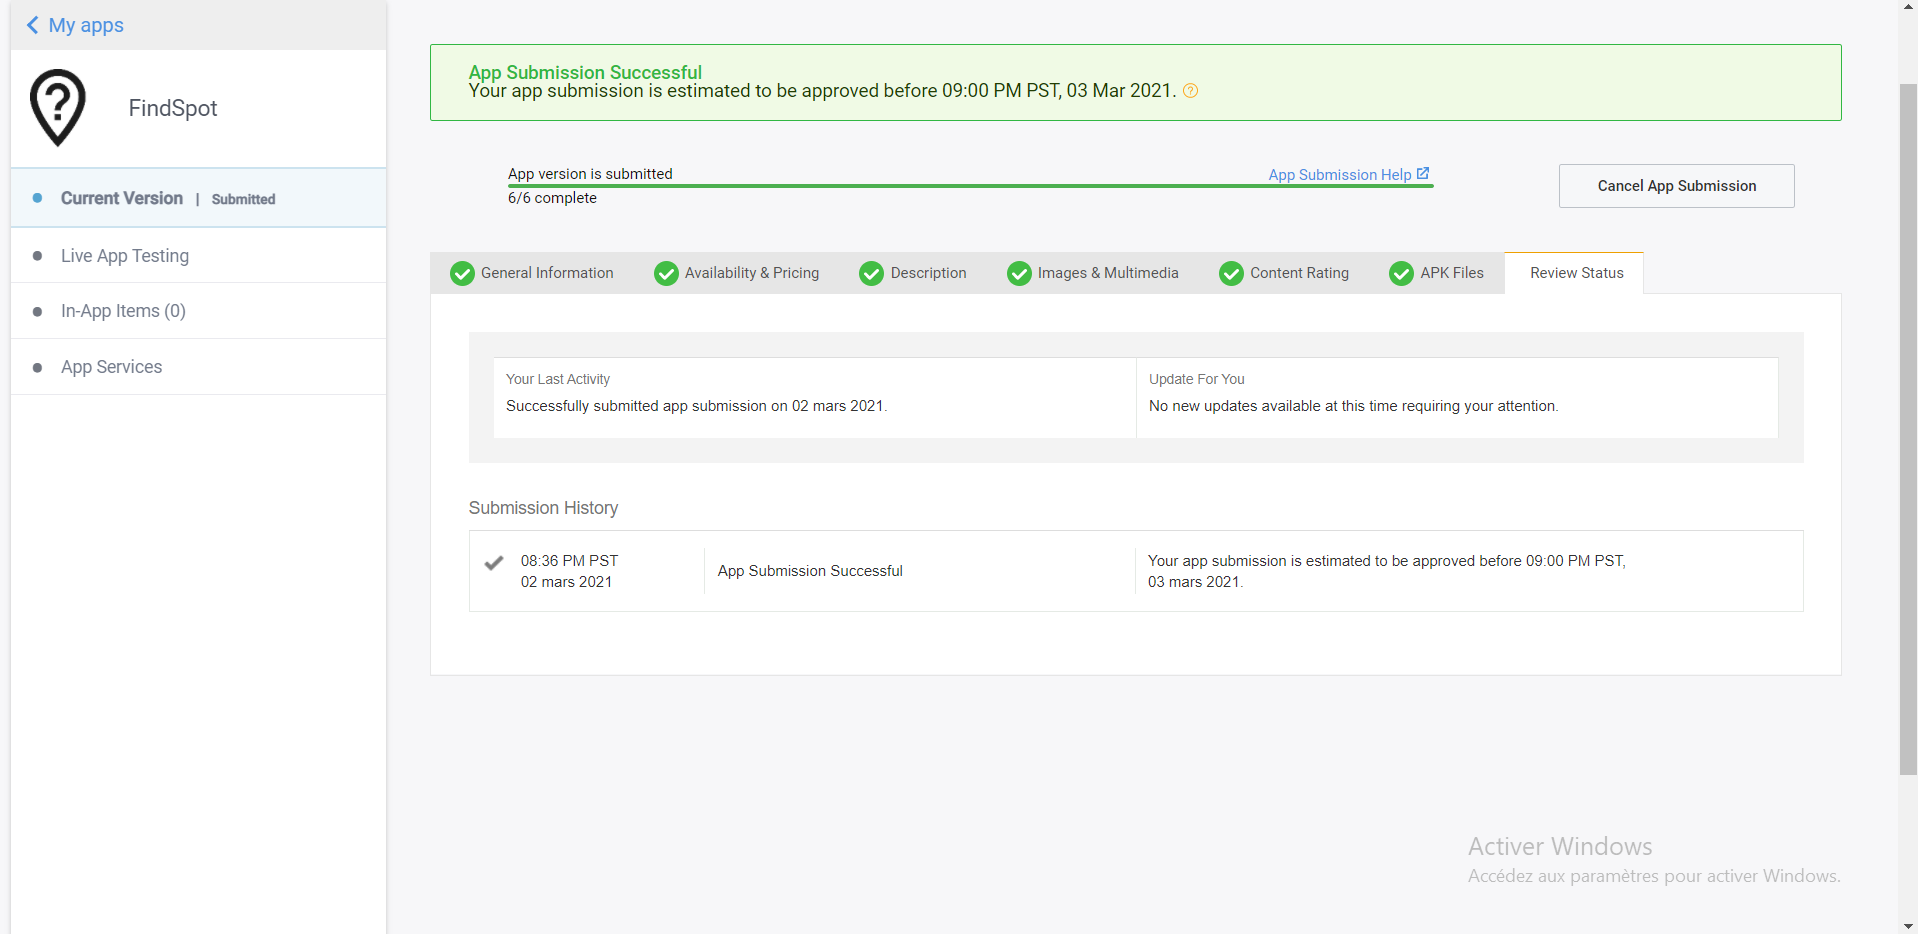 My apps
FindSpot
Current Version | Submitted
Live App Testing
In-App Items (0)
App Services
App Submission Successful
Your app submission is estimated to be approved before 09:00 PM PST, 03 Mar 2021.
App version is submitted
App Submission Help
6/6 complete
Cancel App Submission
General Information
Availability & Pricing
Description
Images & Multimedia
Content Rating
APK Files
Review Status
Your Last Activity
Successfully submitted app submission on 02 mars 2021.
Update For You
No new updates available at this time requiring your attention.
Submission History
08:36 PM PST
02 mars 2021
App Submission Successful
Your app submission is estimated to be approved before 09:00 PM PST,
03 mars 2021.
Activer Windows
Accédez aux paramètres pour activer Windows.